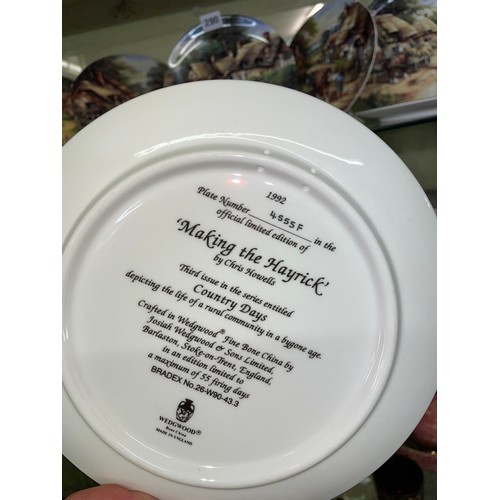 290
1992
Plate Number 4555F in the
official limited edition of
'Making the Hayrick'
by Chris Howells
Third issue in the series entitled
Country Days
depicting the life of a rural community in a bygone age.
Crafted in Wedgwood® Fine Bone China by
Josiah Wedgwood & Sons Limited,
Barlaston, Stoke-on-Trent, England,
in an edition limited to
a maximum of 55 firing days
BRADEX No.26-W90-43.3
WEDGWOOD®
Bone China
MADE IN ENGLAND